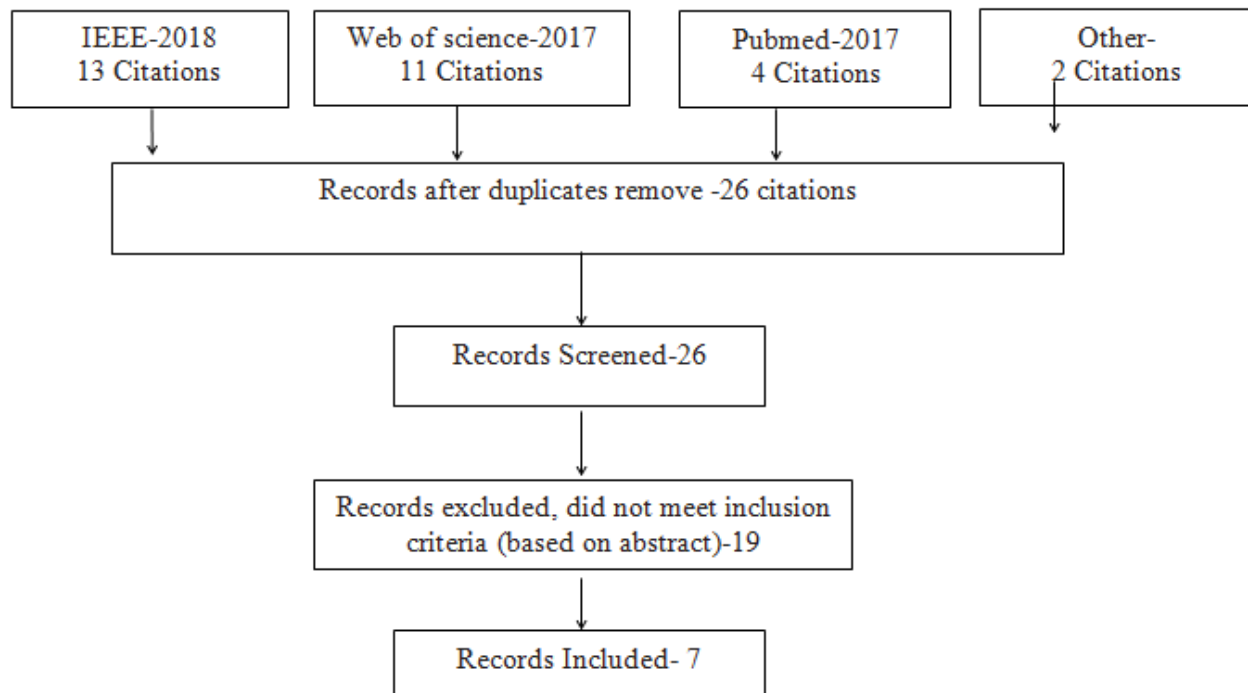 IEEE-2018
13 Citations
Web of science-2017
11 Citations
Pubmed-2017
4 Citations
Other-
2 Citations
Records after duplicates remove -26 citations
Records Screened-26
Records excluded, did not meet inclusion
criteria (based on abstract)-19
Records Included- 7